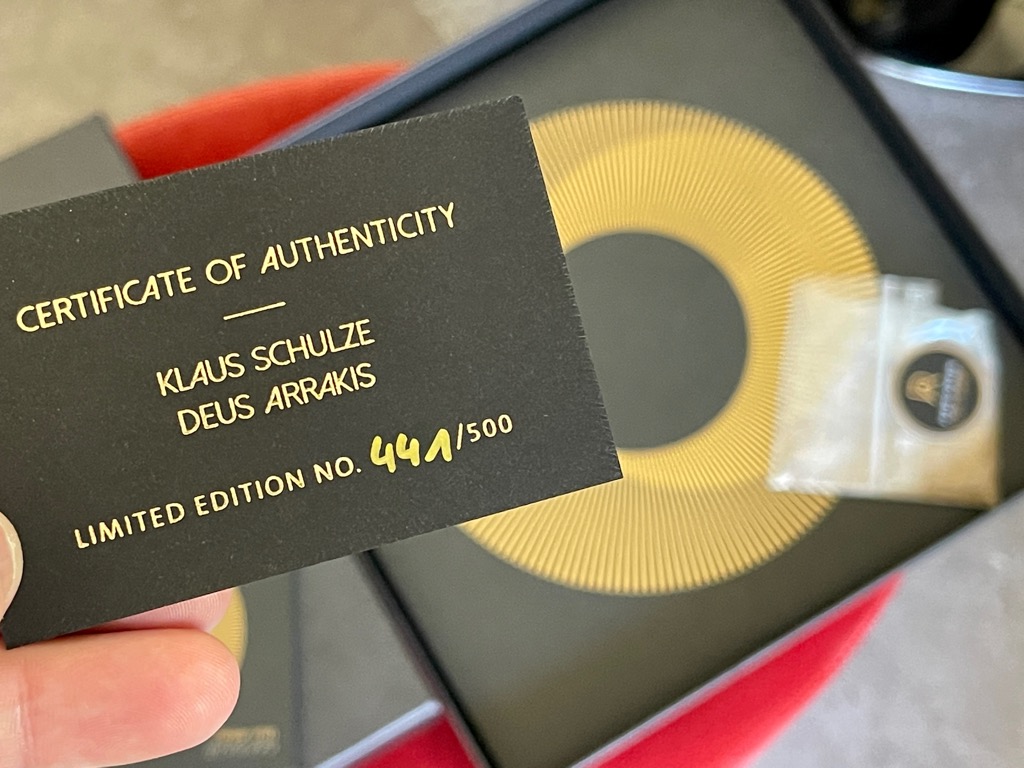 CERTIFICATE OF AUTHENTICITY
KLAUS SCHULZE
DEUS ARRAKIS
LIMITED EDITION NO. 441/500